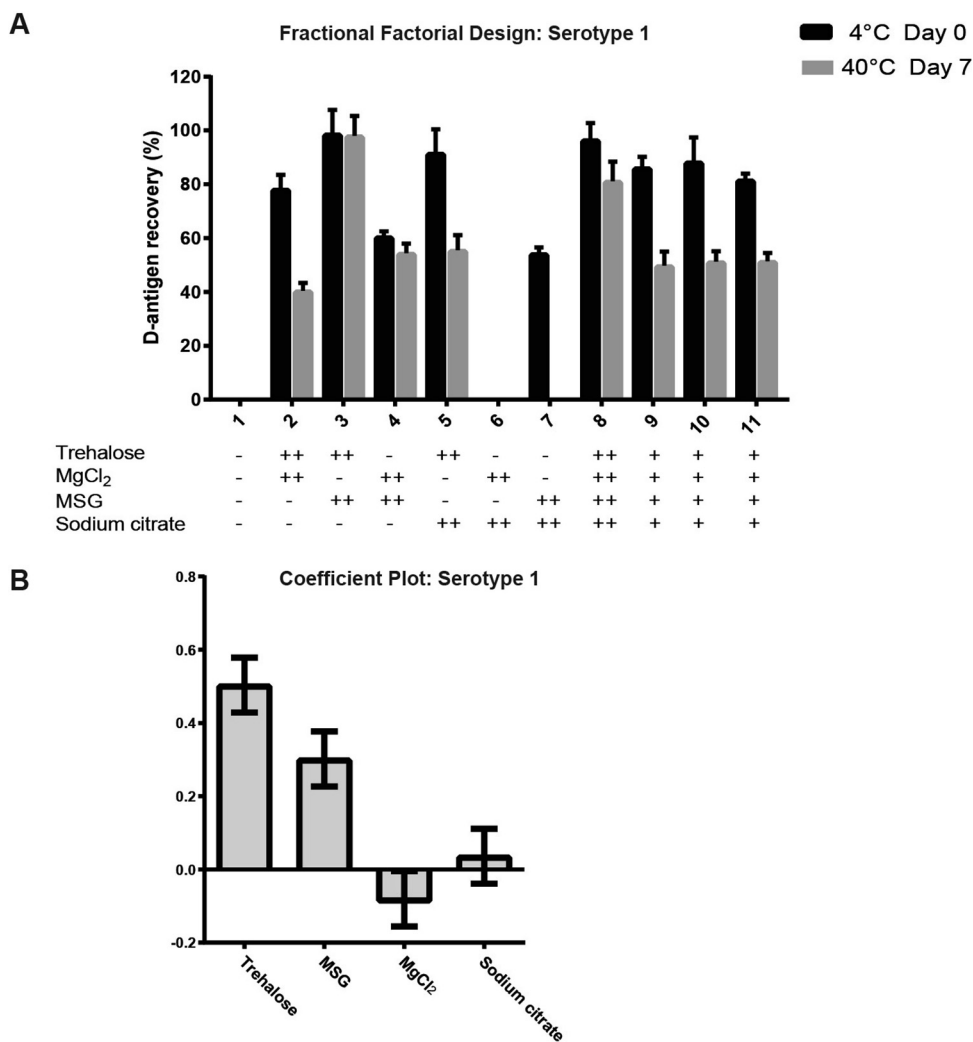 A
Fractional Factorial Design: Serotype 1
4°C Day 0
40°C Day 7
D-antigen recovery (%)
120
100
80
60
40
20
0
1 2 3 4 5 6 7 8 9 10 11
Trehalose - ++ ++ - ++ - - ++ + + +
MgCl₂ - ++ - ++ - ++ - ++ + + +
MSG - - ++ ++ - - ++ ++ + + +
Sodium citrate - - - - ++ ++ ++ ++ + + +
B
Coefficient Plot: Serotype 1
0.8
0.6
0.4
0.2
0.0
-0.2
Trehalose MSG MgCl₂ Sodium citrate